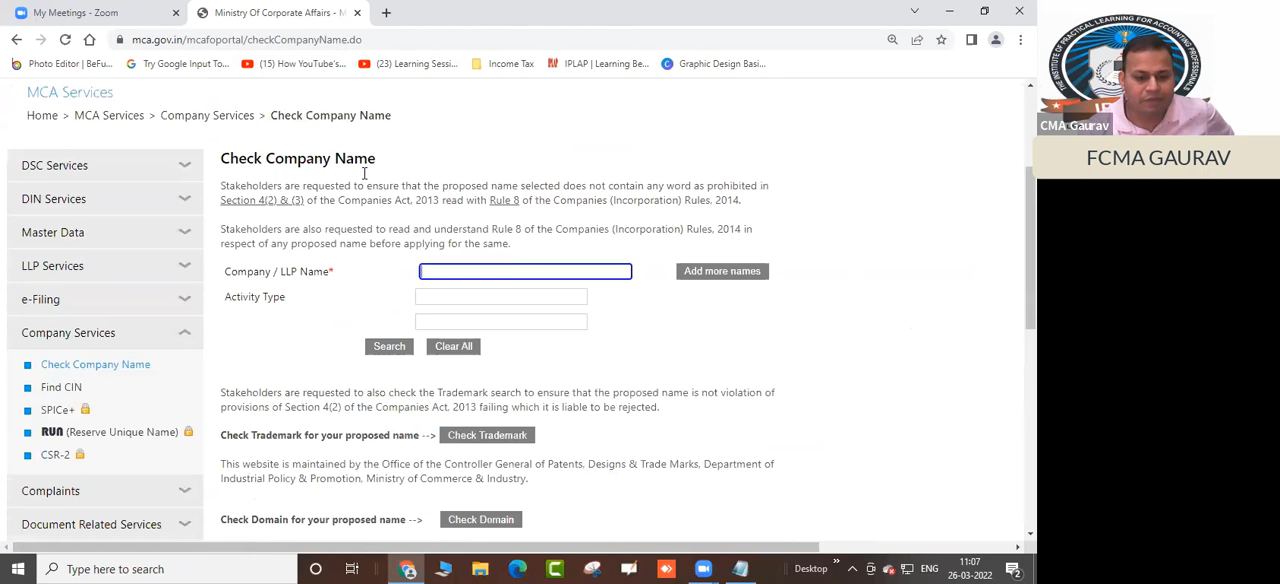 My Meetings - Zoom
Ministry Of Corporate Affairs - M
mca.gov.in/mcafoportal/checkCompanyName.do
Photo Editor | BeFu...
Try Google Input To...
(15) How YouTube's...
(23) Learning Sessi...
Income Tax
IPLAP | Learning Be...
Graphic Design Basi...
MCA Services
Home > MCA Services > Company Services > Check Company Name
DSC Services
DIN Services
Master Data
LLP Services
e-Filing
Company Services
Check Company Name
Find CIN
SPICe+
RUN (Reserve Unique Name)
CSR-2
Complaints
Document Related Services
Check Company Name
Stakeholders are requested to ensure that the proposed name selected does not contain any word as prohibited in
Section 4(2) & (3) of the Companies Act, 2013 read with Rule 8 of the Companies (Incorporation) Rules, 2014.
Stakeholders are also requested to read and understand Rule 8 of the Companies (Incorporation) Rules, 2014 in
respect of any proposed name before applying for the same.
Company / LLP Name*
Add more names
Activity Type
Search
Clear All
Stakeholders are requested to also check the Trademark search to ensure that the proposed name is not violation of
provisions of Section 4(2) of the Companies Act, 2013 failing which it is liable to be rejected.
Check Trademark for your proposed name --> Check Trademark
This website is maintained by the Office of the Controller General of Patents, Designs & Trade Marks, Department of
Industrial Policy & Promotion, Ministry of Commerce & Industry.
Check Domain for your proposed name --> Check Domain
THE INSTITUTE OF PRACTICAL LEARNING FOR ACCOUNTING PROFESSIONALS
CMA Gaurav
FCMA GAURAV
Type here to search
Desktop
ENG
11:07
26-03-2022
2